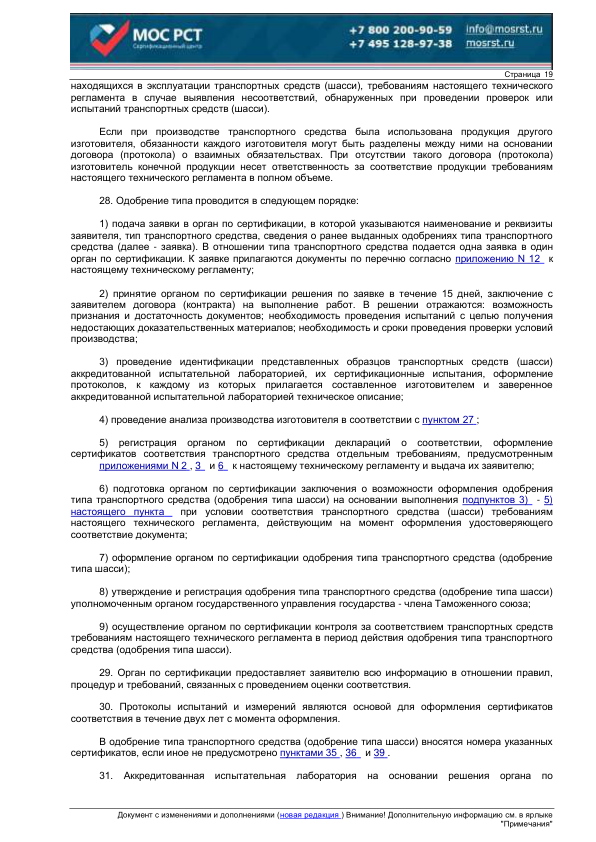 МОС РСТ
Сертификационный центр
+7 800 200-90-59 info@mosrst.ru
+7 495 128-97-38 mosrst.ru
Страница 19
находящихся в эксплуатации транспортных средств (шасси), требованиям настоящего технического
регламента в случае выявления несоответствий, обнаруженных при проведении проверок или
испытаний транспортных средств (шасси).
Если при производстве транспортного средства была использована продукция другого
изготовителя, обязанности каждого изготовителя могут быть разделены между ними на основании
договора (протокола) о взаимных обязательствах. При отсутствии такого договора (протокола)
изготовитель конечной продукции несет ответственность за соответствие продукции требованиям
настоящего технического регламента в полном объеме.
28. Одобрение типа проводится в следующем порядке:
1) подача заявки в орган по сертификации, в которой указываются наименование и реквизиты
заявителя, тип транспортного средства, сведения о ранее выданных одобрениях типа транспортного
средства (далее - заявка). В отношении типа транспортного средства подается одна заявка в один
орган по сертификации. К заявке прилагаются документы по перечню согласно приложению N 12 к
настоящему техническому регламенту;
2) принятие органом по сертификации решения по заявке в течение 15 дней, заключение с
заявителем договора (контракта) на выполнение работ. В решении отражаются: возможность
признания и достаточность документов; необходимость проведения испытаний с целью получения
недостающих доказательственных материалов; необходимость и сроки проведения проверки условий
производства;
3) проведение идентификации представленных образцов транспортных средств (шасси)
аккредитованной испытательной лабораторией, их сертификационные испытания, оформление
протоколов, к каждому из которых прилагается составленное изготовителем и заверенное
аккредитованной испытательной лабораторией техническое описание;
4) проведение анализа производства изготовителя в соответствии с пунктом 27 ;
5) регистрация органом по сертификации деклараций о соответствии, оформление
сертификатов соответствия транспортного средства отдельным требованиям, предусмотренным
приложениями N 2 , 3 и 6 к настоящему техническому регламенту и выдача их заявителю;
6) подготовка органом по сертификации заключения о возможности оформления одобрения
типа транспортного средства (одобрения типа шасси) на основании выполнения подпунктов 3) - 5)
настоящего пункта при условии соответствия транспортного средства (шасси) требованиям
настоящего технического регламента, действующим на момент оформления удостоверяющего
соответствие документа;
7) оформление органом по сертификации одобрения типа транспортного средства (одобрение
типа шасси);
8) утверждение и регистрация одобрения типа транспортного средства (одобрение типа шасси)
уполномоченным органом государственного управления государства - члена Таможенного союза;
9) осуществление органом по сертификации контроля за соответствием транспортных средств
требованиям настоящего технического регламента в период действия одобрения типа транспортного
средства (одобрения типа шасси).
29. Орган по сертификации предоставляет заявителю всю информацию в отношении правил,
процедур и требований, связанных с проведением оценки соответствия.
30. Протоколы испытаний и измерений являются основой для оформления сертификатов
соответствия в течение двух лет с момента оформления.
В одобрение типа транспортного средства (одобрение типа шасси) вносятся номера указанных
сертификатов, если иное не предусмотрено пунктами 35 , 36 и 39 .
31. Аккредитованная испытательная лаборатория на основании решения органа по
Документ с изменениями и дополнениями (новая редакция ) Внимание! Дополнительную информацию см. в ярлыке
"Примечания"